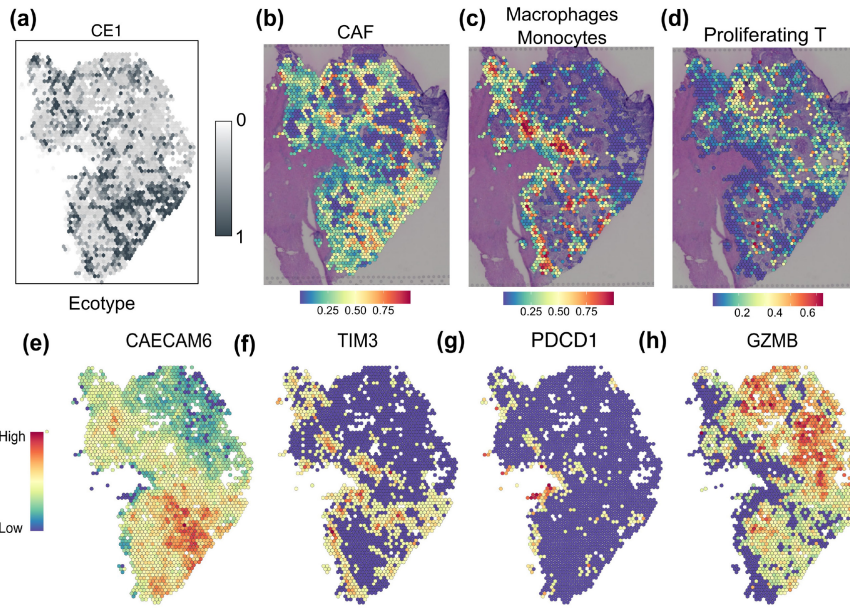 (a)
CE1
0
1
Ecotype
(b)
CAF
0.25 0.50 0.75
(c)
Macrophages
Monocytes
0.25 0.50 0.75
(d)
Proliferating T
0.2 0.4 0.6
(e)
CAECAM6
High
Low
(f)
TIM3
(g)
PDCD1
(h)
GZMB